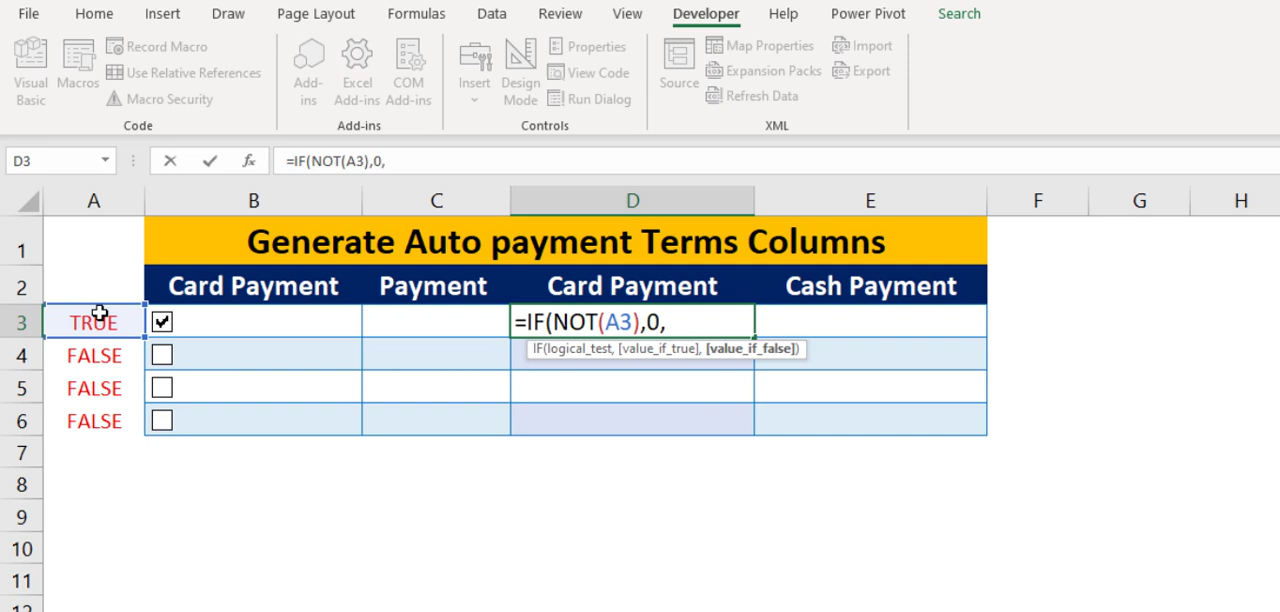 File Home Insert Draw Page Layout Formulas Data Review View Developer Help Power Pivot Search
Visual Basic
Macros
Record Macro
Use Relative References
Macro Security
Code
Add-ins
Excel Add-ins
COM Add-ins
Add-ins
Insert
Design Mode
Properties
View Code
Run Dialog
Controls
Source
Map Properties
Expansion Packs
Refresh Data
Import
Export
XML
D3 fx =IF(NOT(A3),0,
A B C D E F G H
1 Generate Auto payment Terms Columns
2 Card Payment Payment Card Payment Cash Payment
3 TRUE =IF(NOT(A3),0,
IF(logical_test, [value_if_true], [value_if_false])
4 FALSE
5 FALSE
6 FALSE
7
8
9
10
11
12